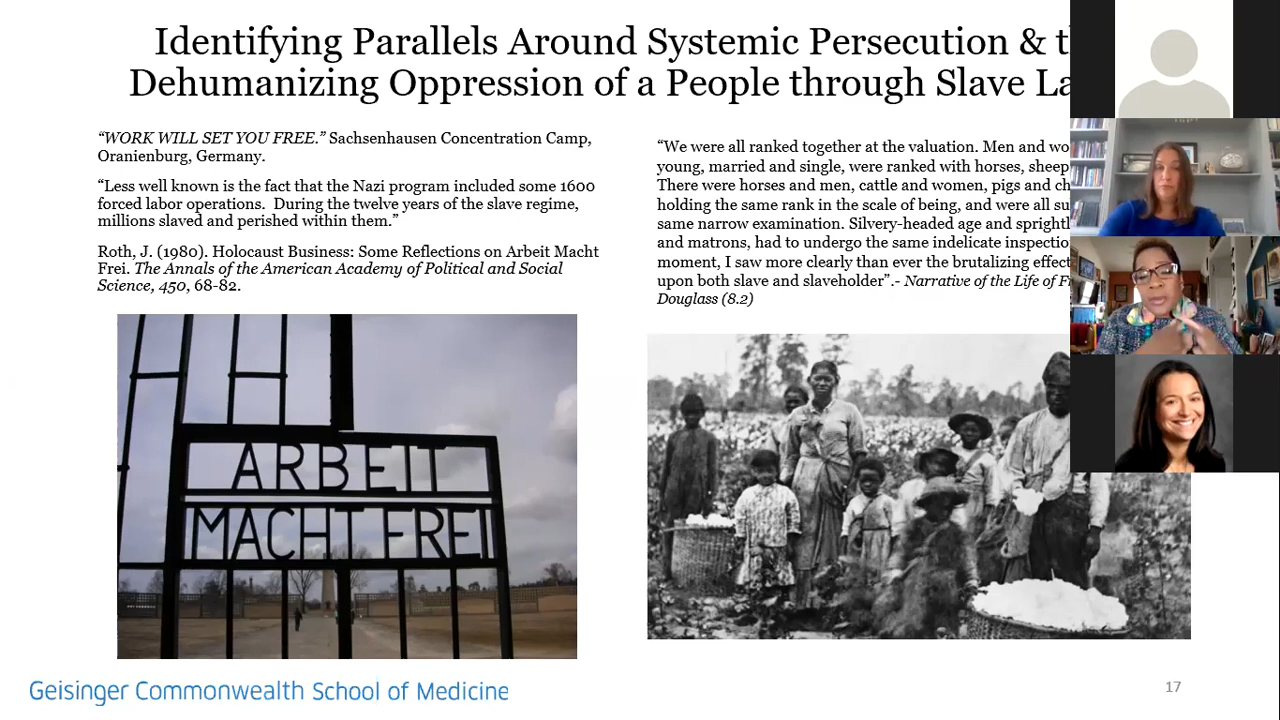 Identifying Parallels Around Systemic Persecution & t
Dehumanizing Oppression of a People through Slave La
“WORK WILL SET YOU FREE.” Sachsenhausen Concentration Camp,
Oranienburg, Germany.
“Less well known is the fact that the Nazi program included some 1600
forced labor operations. During the twelve years of the slave regime,
millions slaved and perished within them.”
Roth, J. (1980). Holocaust Business: Some Reflections on Arbeit Macht
Frei. The Annals of the American Academy of Political and Social
Science, 450, 68-82.
“We were all ranked together at the valuation. Men and wo
young, married and single, were ranked with horses, sheep
There were horses and men, cattle and women, pigs and ch
holding the same rank in the scale of being, and were all su
same narrow examination. Silvery-headed age and sprightl
and matrons, had to undergo the same indelicate inspectio
moment, I saw more clearly than ever the brutalizing effect
upon both slave and slaveholder”.- Narrative of the Life of Fr
Douglass (8.2)
ARBEIT
MACHT FREI
Geisinger Commonwealth School of Medicine
17